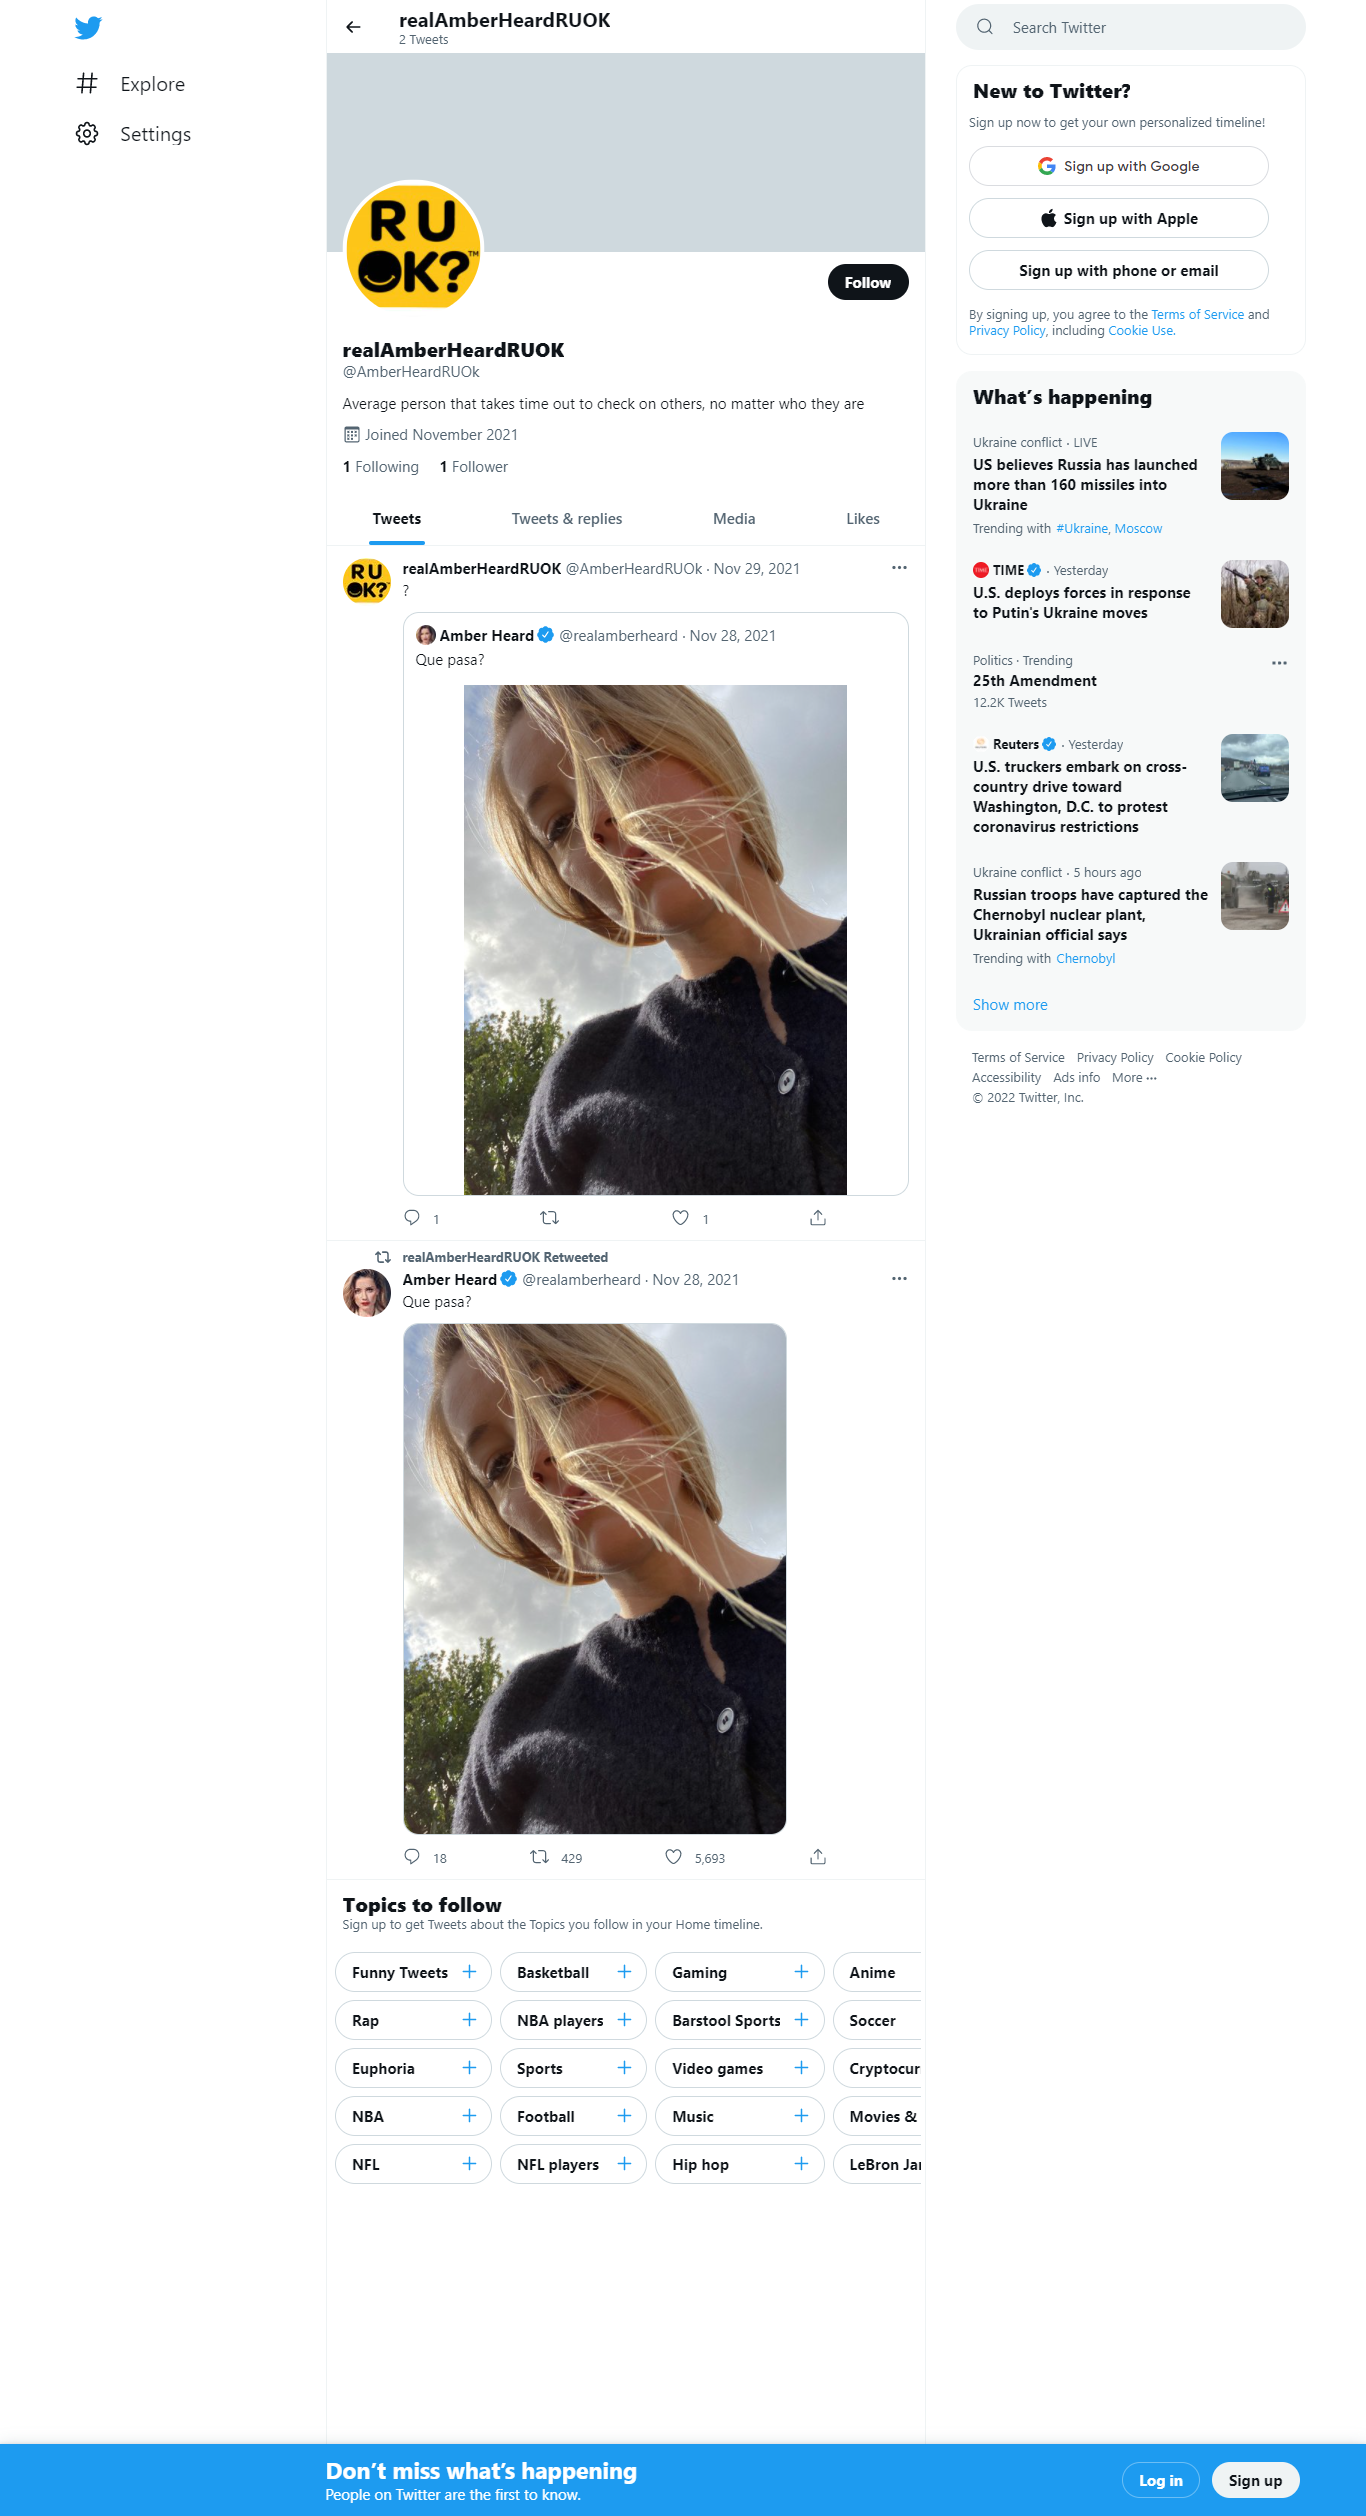 Explore
Settings
realAmberHeardRUOK
2 Tweets
RU
OK?™
Follow
realAmberHeardRUOK
@AmberHeardRUOk
Average person that takes time out to check on others, no matter who they are
Joined November 2021
1 Following 1 Follower
Tweets Tweets & replies Media Likes
RU
OK?
realAmberHeardRUOK @AmberHeardRUOk · Nov 29, 2021
?
Amber Heard @realamberheard · Nov 28, 2021
Que pasa?
1 1
realAmberHeardRUOK Retweeted
Amber Heard @realamberheard · Nov 28, 2021
Que pasa?
18 429 5,693
Topics to follow
Sign up to get Tweets about the Topics you follow in your Home timeline.
Funny Tweets Basketball Gaming Anime
Rap NBA players Barstool Sports Soccer
Euphoria Sports Video games Cryptocur
NBA Football Music Movies &
NFL NFL players Hip hop LeBron Ja
Search Twitter
New to Twitter?
Sign up now to get your own personalized timeline!
Sign up with Google
Sign up with Apple
Sign up with phone or email
By signing up, you agree to the Terms of Service and
Privacy Policy, including Cookie Use.
What's happening
Ukraine conflict · LIVE
US believes Russia has launched
more than 160 missiles into
Ukraine
Trending with #Ukraine, Moscow
TIME TIME · Yesterday
U.S. deploys forces in response
to Putin's Ukraine moves
Politics · Trending
25th Amendment
12.2K Tweets
Reuters · Yesterday
U.S. truckers embark on cross-
country drive toward
Washington, D.C. to protest
coronavirus restrictions
Ukraine conflict · 5 hours ago
Russian troops have captured the
Chernobyl nuclear plant,
Ukrainian official says
Trending with Chernobyl
Show more
Terms of Service Privacy Policy Cookie Policy
Accessibility Ads info More ···
© 2022 Twitter, Inc.
Don't miss what's happening
People on Twitter are the first to know.
Log in Sign up